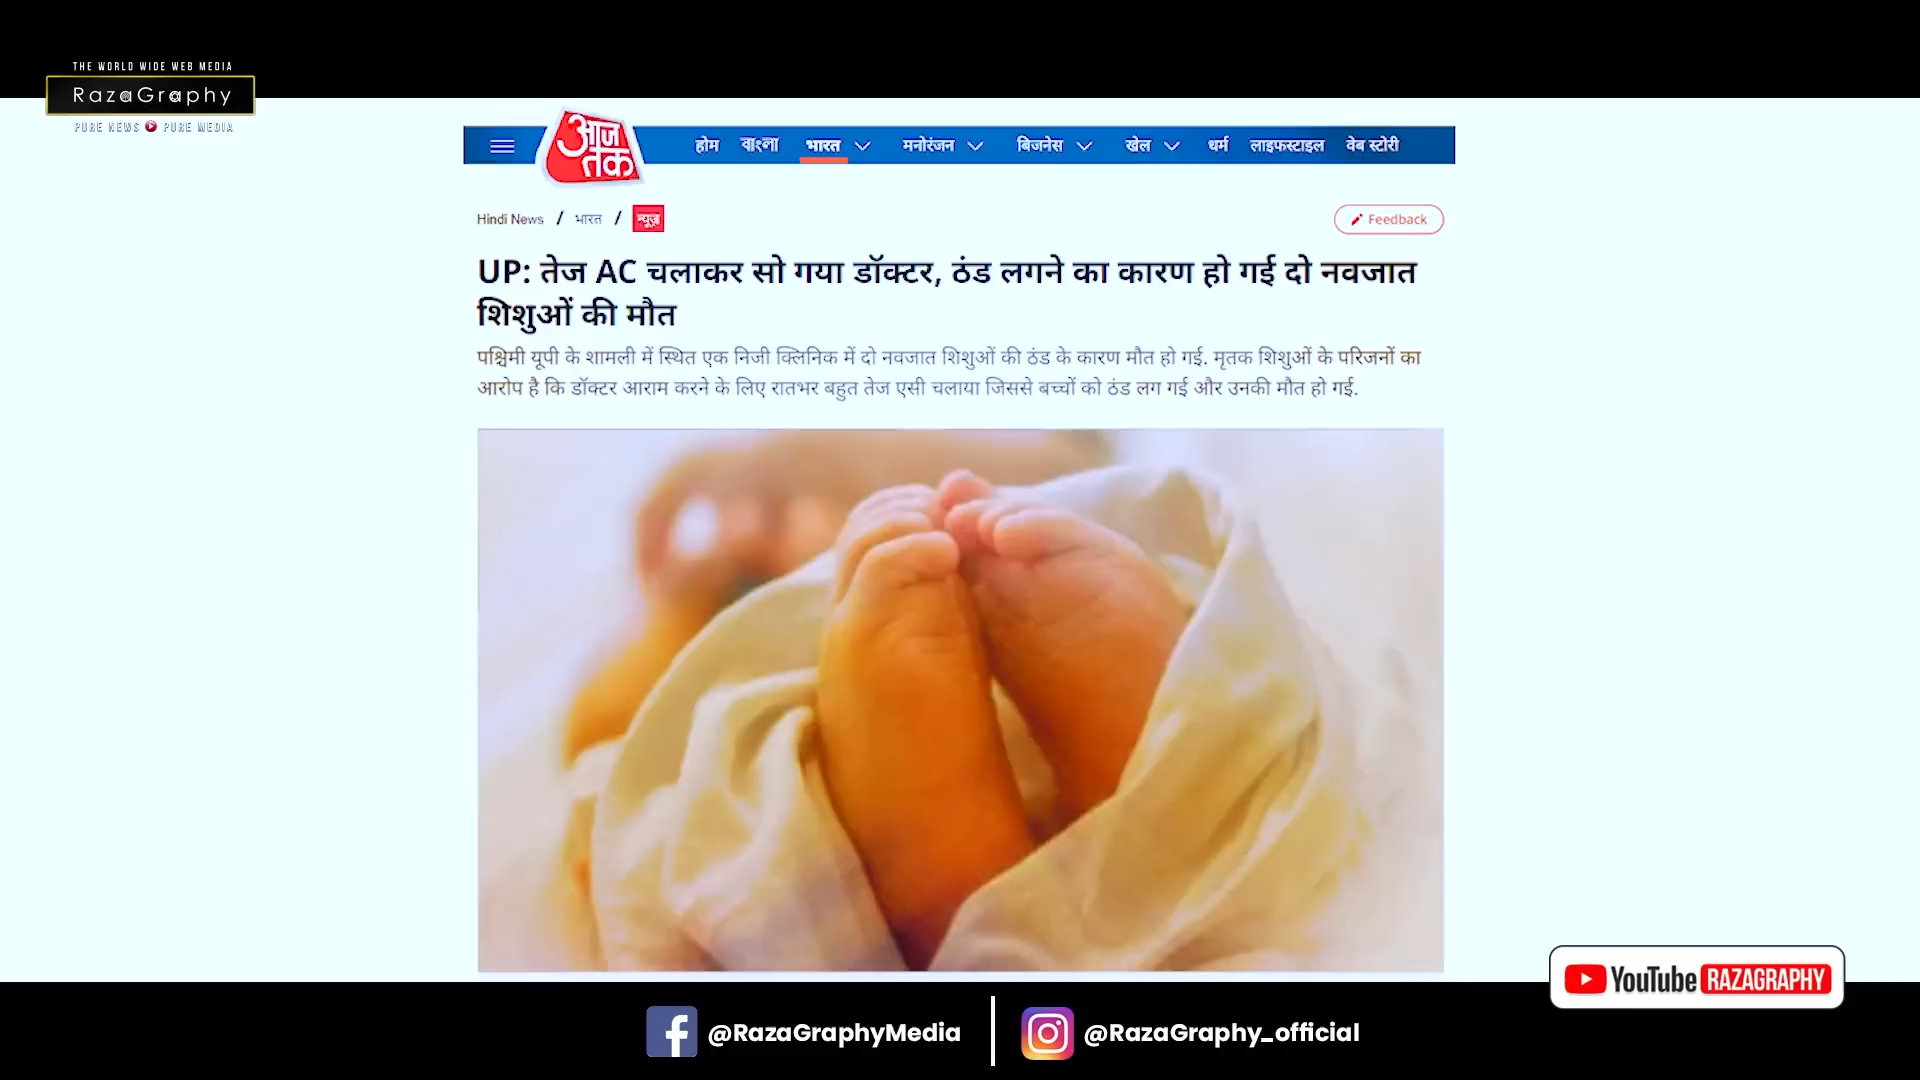 THE WORLD WIDE WEB MEDIA
RazaGraphy
PURE NEWS PURE MEDIA
आज तक
होम বাংলা भारत मनोरंजन बिजनेस खेल धर्म लाइफस्टाइल वेब स्टोरी
Hindi News / भारत / न्यूज़
Feedback
UP: तेज AC चलाकर सो गया डॉक्टर, ठंड लगने का कारण हो गई दो नवजात
शिशुओं की मौत
पश्चिमी यूपी के शामली में स्थित एक निजी क्लिनिक में दो नवजात शिशुओं की ठंड के कारण मौत हो गई. मृतक शिशुओं के परिजनों का
आरोप है कि डॉक्टर आराम करने के लिए रातभर बहुत तेज एसी चलाया जिससे बच्चों को ठंड लग गई और उनकी मौत हो गई.
YouTube RAZAGRAPHY
@RazaGraphyMedia @RazaGraphy_official